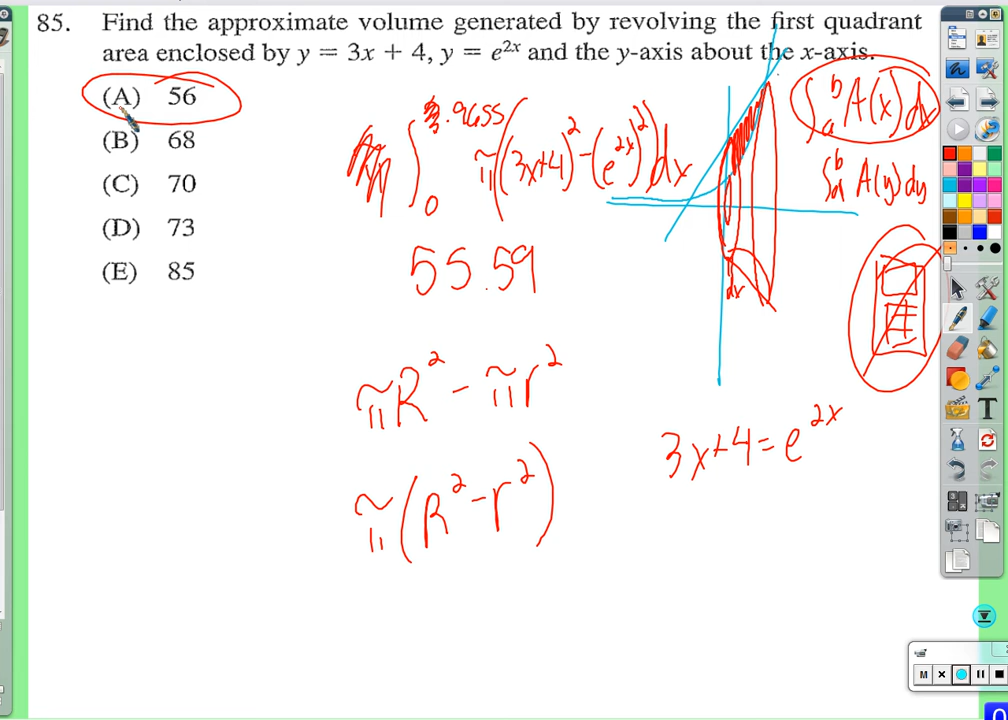 85. Find the approximate volume generated by revolving the first quadrant
area enclosed by y = 3x + 4, y = e^{2x} and the y-axis about the x-axis.
(A) 56
(B) 68
(C) 70
(D) 73
(E) 85
∫_0^{.9655} π((3x+4)^2 − (e^{2x})^2) dx
55.59
πR^2 − πr^2
π(R^2 − r^2)
dx
∫_a^b A(x) dx
∫_a^b A(y) dy
3x+4 = e^{2x}
T
M